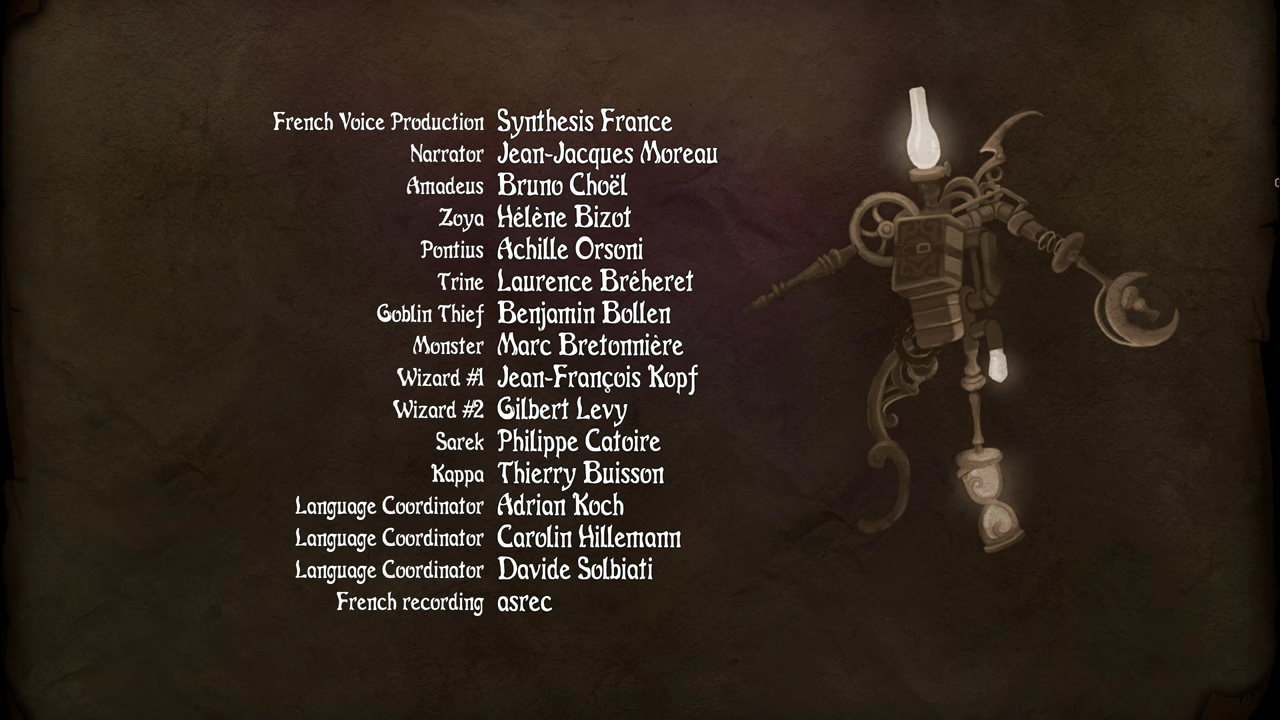 French Voice Production Synthesis France
Narrator Jean-Jacques Moreau
Amadeus Bruno Choël
Zoya Hélène Bizot
Pontius Achille Orsoni
Trine Laurence Bréheret
Goblin Thief Benjamin Bollen
Monster Marc Bretonnière
Wizard #1 Jean-François Kopf
Wizard #2 Gilbert Levy
Sarek Philippe Catoire
Kappa Thierry Buisson
Language Coordinator Adrian Koch
Language Coordinator Carolin Hillemann
Language Coordinator Davide Solbiati
French recording asrec